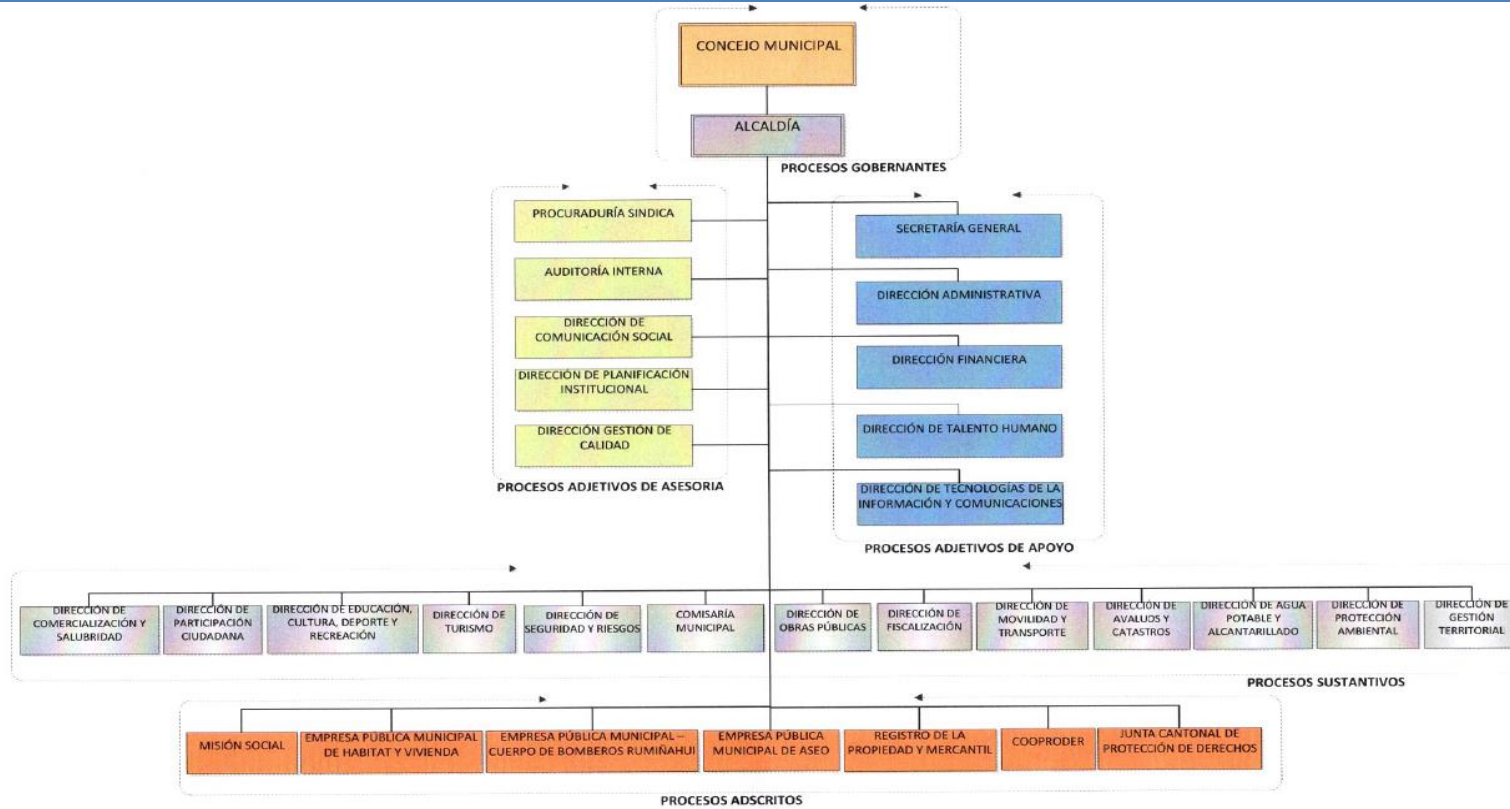 CONCEJO MUNICIPAL
ALCALDÍA
PROCESOS GOBERNANTES
PROCURADURÍA SINDICA
AUDITORÍA INTERNA
DIRECCIÓN DE
COMUNICACIÓN SOCIAL
DIRECCIÓN DE PLANIFICACIÓN
INSTITUCIONAL
DIRECCIÓN GESTIÓN DE
CALIDAD
PROCESOS ADJETIVOS DE ASESORIA
SECRETARÍA GENERAL
DIRECCIÓN ADMINISTRATIVA
DIRECCIÓN FINANCIERA
DIRECCIÓN DE TALENTO HUMANO
DIRECCIÓN DE TECNOLOGÍAS DE LA
INFORMACIÓN Y COMUNICACIONES
PROCESOS ADJETIVOS DE APOYO
DIRECCIÓN DE
COMERCIALIZACIÓN Y
SALUBRIDAD
DIRECCIÓN DE
PARTICIPACIÓN
CIUDADANA
DIRECCIÓN DE EDUCACIÓN,
CULTURA, DEPORTE Y
RECREACIÓN
DIRECCIÓN DE
TURISMO
DIRECCIÓN DE
SEGURIDAD Y RIESGOS
COMISARÍA
MUNICIPAL
DIRECCIÓN DE
OBRAS PÚBLICAS
DIRECCIÓN DE
FISCALIZACIÓN
DIRECCIÓN DE
MOVILIDAD Y
TRANSPORTE
DIRECCIÓN DE
AVALUOS Y
CATASTROS
DIRECCIÓN DE AGUA
POTABLE Y
ALCANTARILLADO
DIRECCIÓN DE
PROTECCIÓN
AMBIENTAL
DIRECCIÓN DE
GESTIÓN
TERRITORIAL
PROCESOS SUSTANTIVOS
MISIÓN SOCIAL
EMPRESA PÚBLICA MUNICIPAL
DE HABITAT Y VIVIENDA
EMPRESA PÚBLICA MUNICIPAL –
CUERPO DE BOMBEROS RUMIÑAHUI
EMPRESA PÚBLICA
MUNICIPAL DE ASEO
REGISTRO DE LA
PROPIEDAD Y MERCANTIL
COOPRODER
JUNTA CANTONAL DE
PROTECCIÓN DE DERECHOS
PROCESOS ADSCRITOS